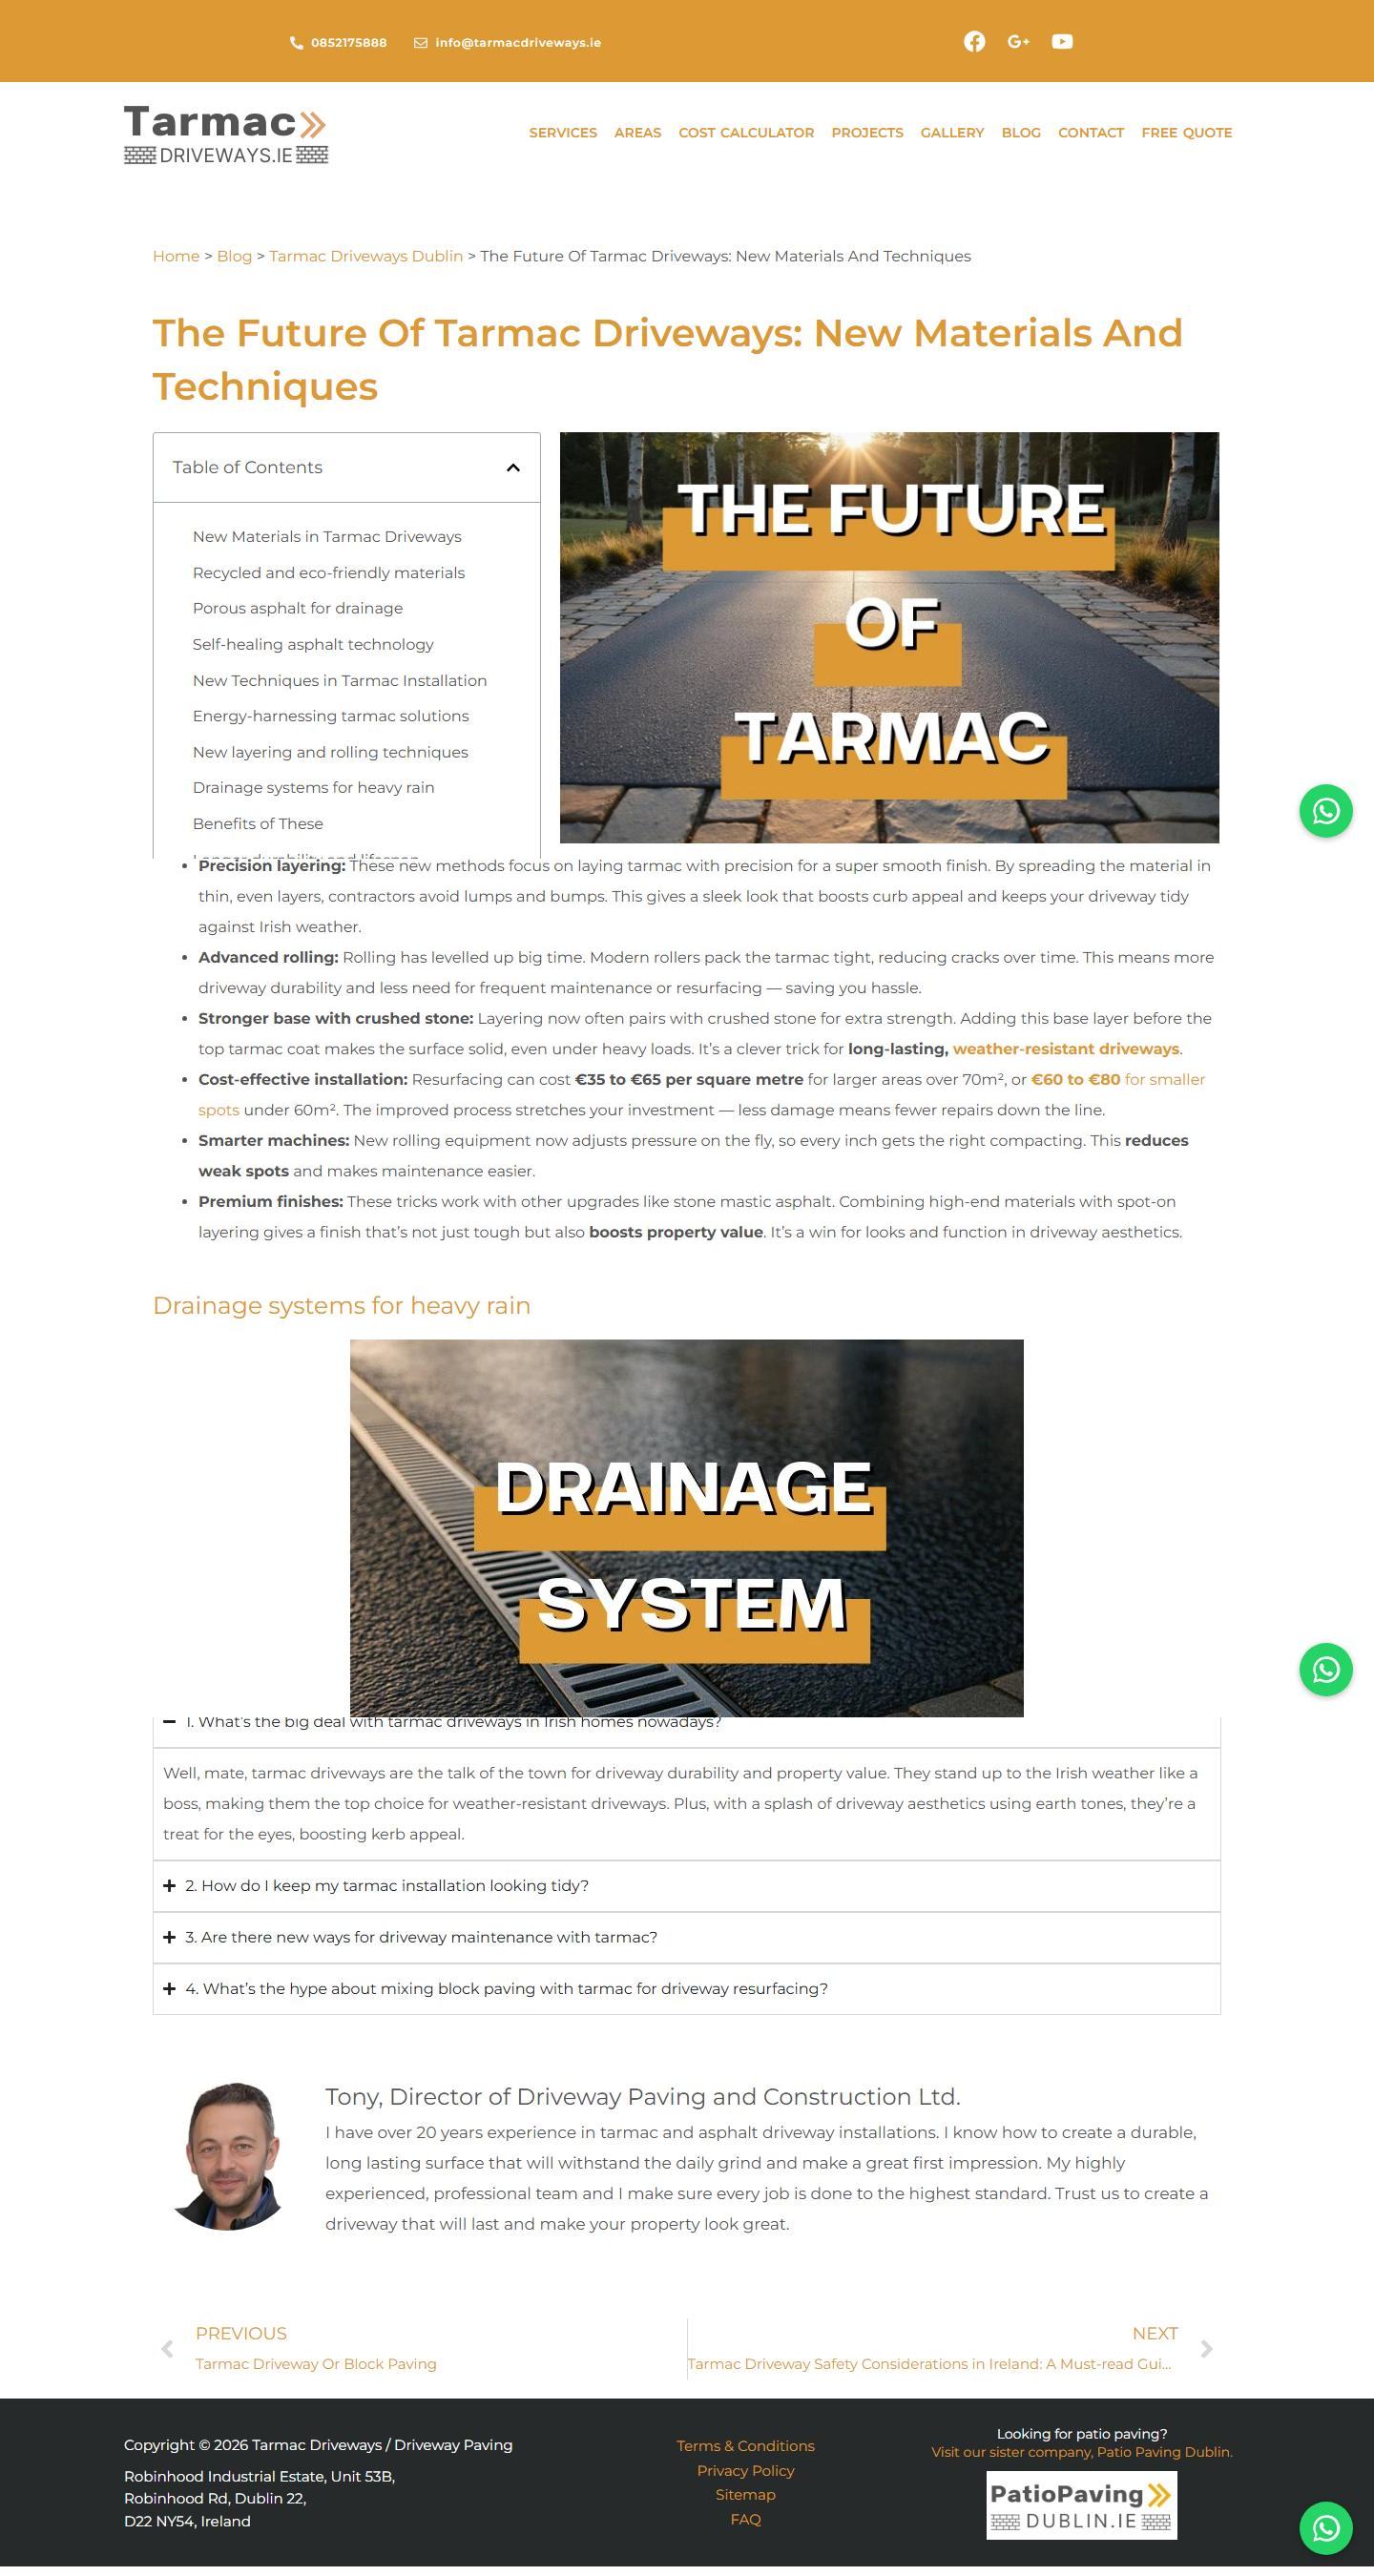 0852175888 info@tarmacdriveways.ie
G+
Tarmac
DRIVEWAYS.IE
SERVICES AREAS COST CALCULATOR PROJECTS GALLERY BLOG CONTACT FREE QUOTE
Home > Blog > Tarmac Driveways Dublin > The Future Of Tarmac Driveways: New Materials And Techniques
The Future Of Tarmac Driveways: New Materials And
Techniques
Table of Contents
New Materials in Tarmac Driveways
Recycled and eco-friendly materials
Porous asphalt for drainage
Self-healing asphalt technology
New Techniques in Tarmac Installation
Energy-harnessing tarmac solutions
New layering and rolling techniques
Drainage systems for heavy rain
Benefits of These
THE FUTURE
OF
TARMAC
Precision layering: These new methods focus on laying tarmac with precision for a super smooth finish. By spreading the material in
thin, even layers, contractors avoid lumps and bumps. This gives a sleek look that boosts curb appeal and keeps your driveway tidy
against Irish weather.
Advanced rolling: Rolling has levelled up big time. Modern rollers pack the tarmac tight, reducing cracks over time. This means more
driveway durability and less need for frequent maintenance or resurfacing — saving you hassle.
Stronger base with crushed stone: Layering now often pairs with crushed stone for extra strength. Adding this base layer before the
top tarmac coat makes the surface solid, even under heavy loads. It’s a clever trick for long-lasting, weather-resistant driveways.
Cost-effective installation: Resurfacing can cost €35 to €65 per square metre for larger areas over 70m², or €60 to €80 for smaller
spots under 60m². The improved process stretches your investment — less damage means fewer repairs down the line.
Smarter machines: New rolling equipment now adjusts pressure on the fly, so every inch gets the right compacting. This reduces
weak spots and makes maintenance easier.
Premium finishes: These tricks work with other upgrades like stone mastic asphalt. Combining high-end materials with spot-on
layering gives a finish that’s not just tough but also boosts property value. It’s a win for looks and function in driveway aesthetics.
Drainage systems for heavy rain
DRAINAGE
SYSTEM
1. What’s the big deal with tarmac driveways in Irish homes nowadays?
Well, mate, tarmac driveways are the talk of the town for driveway durability and property value. They stand up to the Irish weather like a
boss, making them the top choice for weather-resistant driveways. Plus, with a splash of driveway aesthetics using earth tones, they’re a
treat for the eyes, boosting kerb appeal.
2. How do I keep my tarmac installation looking tidy?
3. Are there new ways for driveway maintenance with tarmac?
4. What’s the hype about mixing block paving with tarmac for driveway resurfacing?
Tony, Director of Driveway Paving and Construction Ltd.
I have over 20 years experience in tarmac and asphalt driveway installations. I know how to create a durable,
long lasting surface that will withstand the daily grind and make a great first impression. My highly
experienced, professional team and I make sure every job is done to the highest standard. Trust us to create a
driveway that will last and make your property look great.
PREVIOUS
Tarmac Driveway Or Block Paving
NEXT
Tarmac Driveway Safety Considerations in Ireland: A Must-read Gui...
Copyright © 2026 Tarmac Driveways / Driveway Paving
Robinhood Industrial Estate, Unit 53B,
Robinhood Rd, Dublin 22,
D22 NY54, Ireland
Terms & Conditions
Privacy Policy
Sitemap
FAQ
Looking for patio paving?
Visit our sister company, Patio Paving Dublin.
PatioPaving
DUBLIN.IE